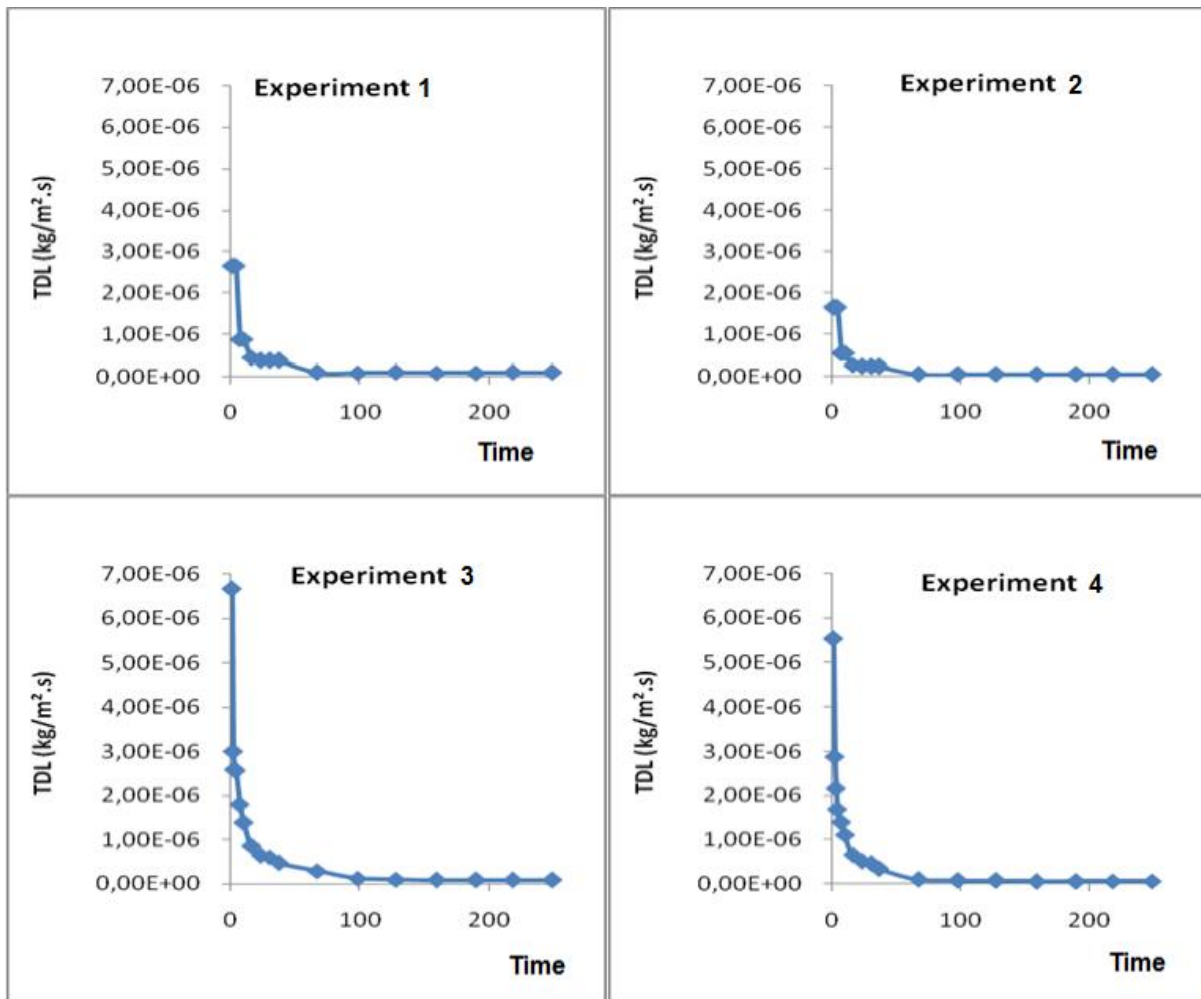 Experiment 1
TDL (kg/m².s)
7,00E-06
6,00E-06
5,00E-06
4,00E-06
3,00E-06
2,00E-06
1,00E-06
0,00E+00
0 100 200
Time
Experiment 2
TDL (kg/m².s)
7,00E-06
6,00E-06
5,00E-06
4,00E-06
3,00E-06
2,00E-06
1,00E-06
0,00E+00
0 100 200
Time
Experiment 3
TDL (kg/m².s)
7,00E-06
6,00E-06
5,00E-06
4,00E-06
3,00E-06
2,00E-06
1,00E-06
0,00E+00
0 100 200
Time
Experiment 4
TDL (kg/m².s)
7,00E-06
6,00E-06
5,00E-06
4,00E-06
3,00E-06
2,00E-06
1,00E-06
0,00E+00
0 100 200
Time